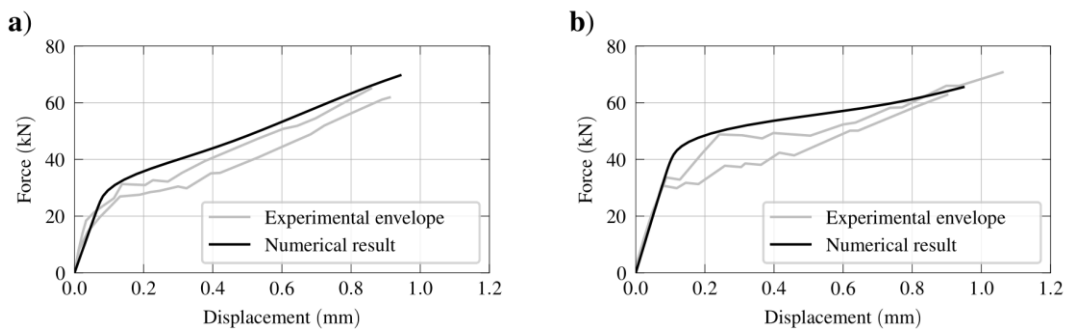 a)
80
60
40
20
0
Force (kN)
0.0 0.2 0.4 0.6 0.8 1.0 1.2
Displacement (mm)
Experimental envelope
Numerical result
b)
80
60
40
20
0
Force (kN)
0.0 0.2 0.4 0.6 0.8 1.0 1.2
Displacement (mm)
Experimental envelope
Numerical result